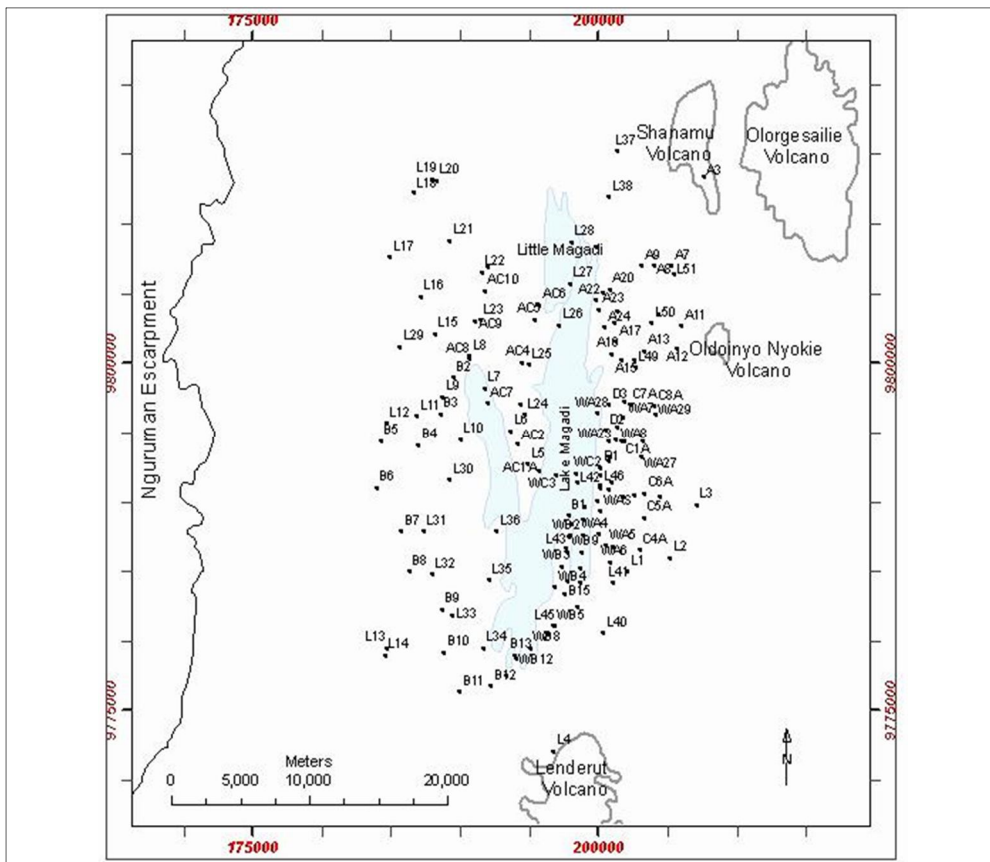 175000
200000
Shanamu
Volcano
Olorgesailie
Volcano
L37
A3
L19
L20
L18
L38
L21
L28
L17
Little Magadi
L22
A9
A7
A8
L51
AC10
L27
A20
L16
AC6
A22
A23
AC5
L23
L26
A24
L50
A11
L15
AC9
A17
L29
AC8
L8
A18
A13
Oldoinyo Nyokie
Volcano
AC4
L25
L49
A12
B2
A15
9800000
9800000
L7
L9
AC7
D3
C7A
C8A
L11
B3
L24
WA28
WA7
WA29
L12
L6
D2
B5
B4
L10
AC2
WA23
WA8
C1A
L5
D1
WC2
WA27
AC1A
B6
L30
WC3
L42
L46
C6A
L3
Lake Magadi
Nguruman Escarpment
B1
WA3
C5A
B7
L31
L36
WB2
WA4
L43
WB9
WA5
C4A
L2
B8
L32
WB3
WA6
L1
L35
WB4
L41
B15
B9
L33
L45
WB5
L40
L13
L14
B10
L34
B13
WB8
WB12
B11
B12
9775000
9775000
L4
Lenderut
Volcano
Meters
0
5,000
10,000
20,000
N
175000
200000